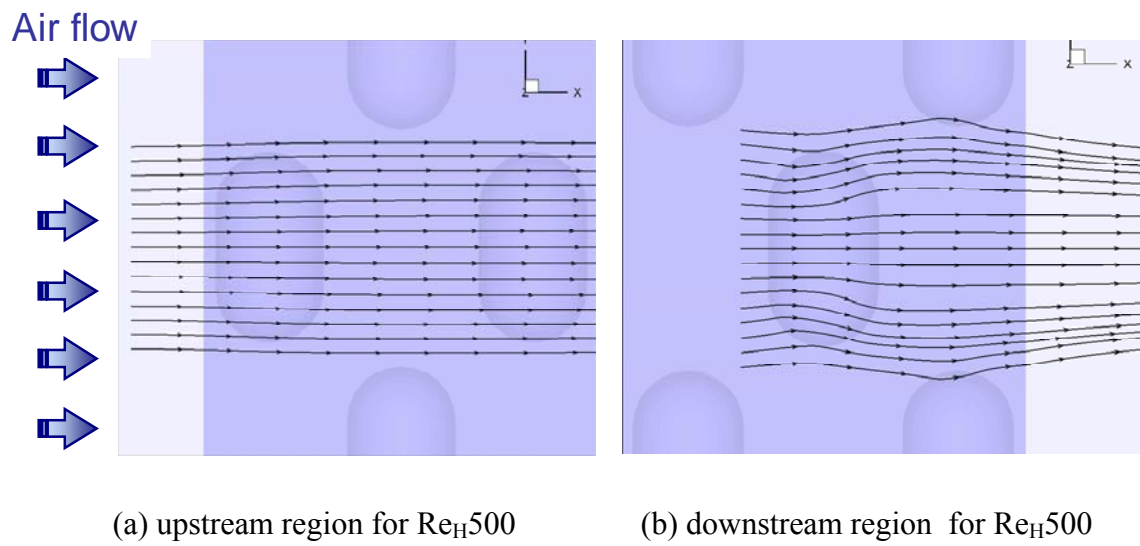 Air flow
x
z
x
z
(a) upstream region for ReH500
(b) downstream region for ReH500